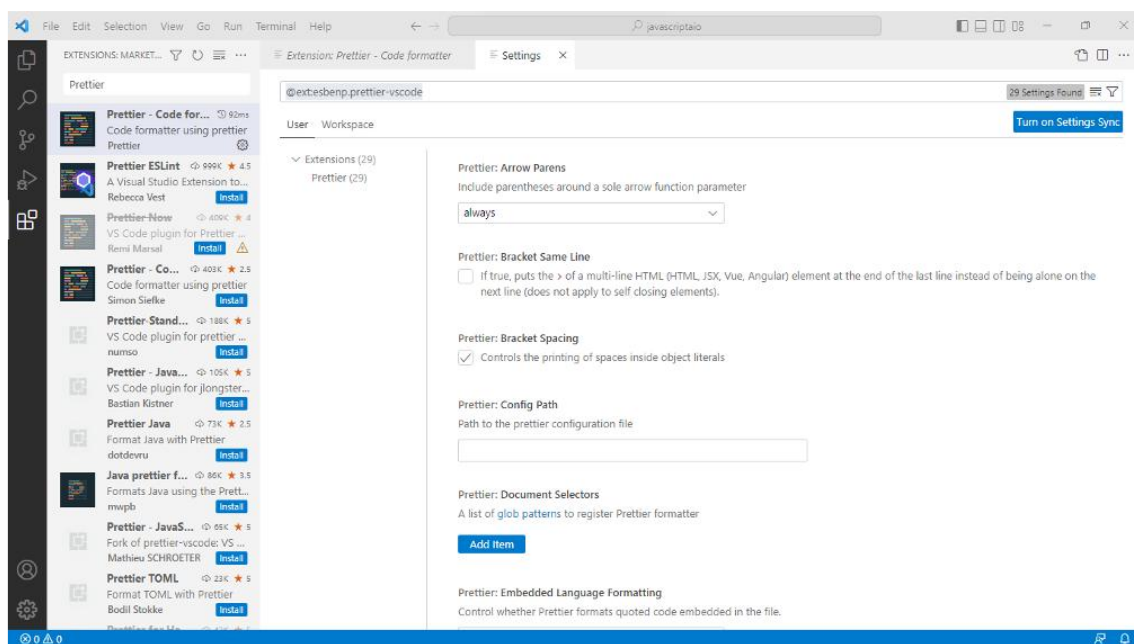 File Edit Selection View Go Run Terminal Help
javascriptaio
EXTENSIONS: MARKET...
Extension: Prettier - Code formatter
Settings
Prettier
@ext:esbenp.prettier-vscode
29 Settings Found
User Workspace
Turn on Settings Sync
Prettier - Code for... 92ms
Code formatter using prettier
Prettier
Prettier ESLint 999K ★ 4.5
A Visual Studio Extension to...
Rebecca Vest Install
Prettier Now 409K ★ 4
VS Code plugin for Prettier ...
Remi Marsal Install
Prettier - Co... 403K ★ 2.5
Code formatter using prettier
Simon Siefke Install
Prettier-Stand... 188K ★ 5
VS Code plugin for prettier ...
numso Install
Prettier - Java... 105K ★ 5
VS Code plugin for jlongster...
Bastian Kistner Install
Prettier Java 73K ★ 2.5
Format Java with Prettier
dotdevru Install
Java prettier f... 86K ★ 3.5
Formats Java using the Prett...
mwpb Install
Prettier - JavaS... 65K ★ 5
Fork of prettier-vscode: VS ...
Mathieu SCHROETER Install
Prettier TOML 23K ★ 5
Format TOML with Prettier
Bodil Stokke Install
Extensions (29)
Prettier (29)
Prettier: Arrow Parens
Include parentheses around a sole arrow function parameter
always
Prettier: Bracket Same Line
If true, puts the > of a multi-line HTML (HTML, JSX, Vue, Angular) element at the end of the last line instead of being alone on the
next line (does not apply to self closing elements).
Prettier: Bracket Spacing
Controls the printing of spaces inside object literals
Prettier: Config Path
Path to the prettier configuration file
Prettier: Document Selectors
A list of glob patterns to register Prettier formatter
Add Item
Prettier: Embedded Language Formatting
Control whether Prettier formats quoted code embedded in the file.
0 0